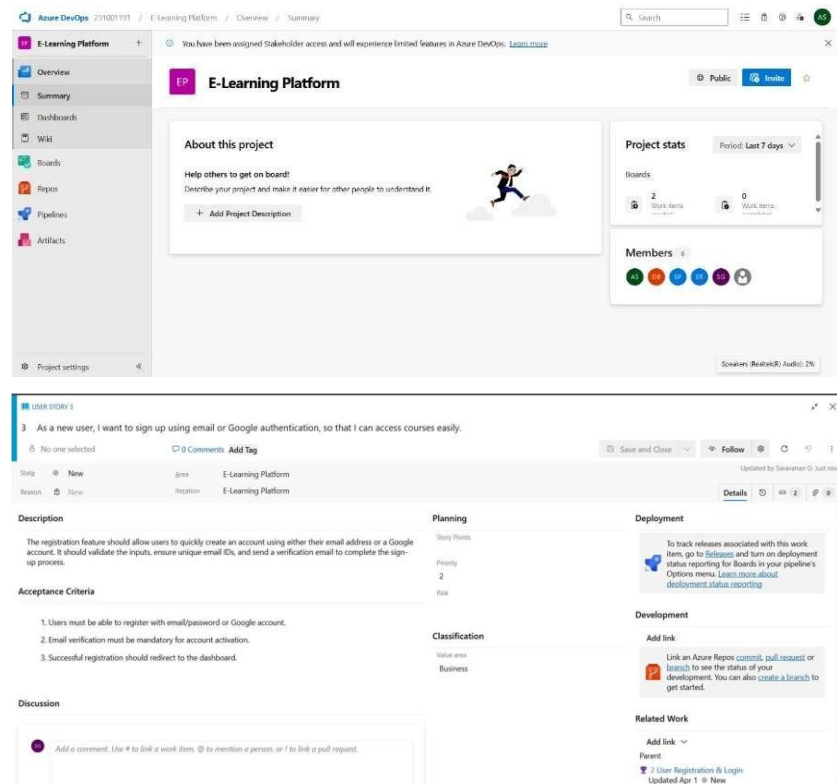 Azure DevOps 231001191 / E-Learning Platform / Overview / Summary
Search
AS
EP E-Learning Platform +
You have been assigned Stakeholder access and will experience limited features in Azure DevOps. Learn more
Overview
Summary
Dashboards
Wiki
Boards
Repos
Pipelines
Artifacts
Project settings
EP E-Learning Platform
Public
Invite
About this project
Help others to get on board!
Describe your project and make it easier for other people to understand it.
+ Add Project Description
Project stats
Period: Last 7 days
Boards
2
Work items
0
Work items
Members 6
AS DB SP SR SG
Speakers (Realtek(R) Audio): 2%
USER STORY 3
3 As a new user, I want to sign up using email or Google authentication, so that I can access courses easily.
No one selected
0 Comments Add Tag
Save and Close
Follow
State New
Area E-Learning Platform
Updated by Saravanan G: Just now
Reason New
Iteration E-Learning Platform
Details
2
0
Description
The registration feature should allow users to quickly create an account using either their email address or a Google
account. It should validate the inputs, ensure unique email IDs, and send a verification email to complete the sign-
up process.
Acceptance Criteria
1. Users must be able to register with email/password or Google account.
2. Email verification must be mandatory for account activation.
3. Successful registration should redirect to the dashboard.
Discussion
SG
Add a comment. Use # to link a work item, @ to mention a person, or ! to link a pull request.
Planning
Story Points
Priority
2
Risk
Classification
Value area
Business
Deployment
To track releases associated with this work
item, go to Releases and turn on deployment
status reporting for Boards in your pipeline's
Options menu. Learn more about
deployment status reporting
Development
Add link
Link an Azure Repos commit, pull request or
branch to see the status of your
development. You can also create a branch to
get started.
Related Work
Add link
Parent
2 User Registration & Login
Updated Apr 1 New